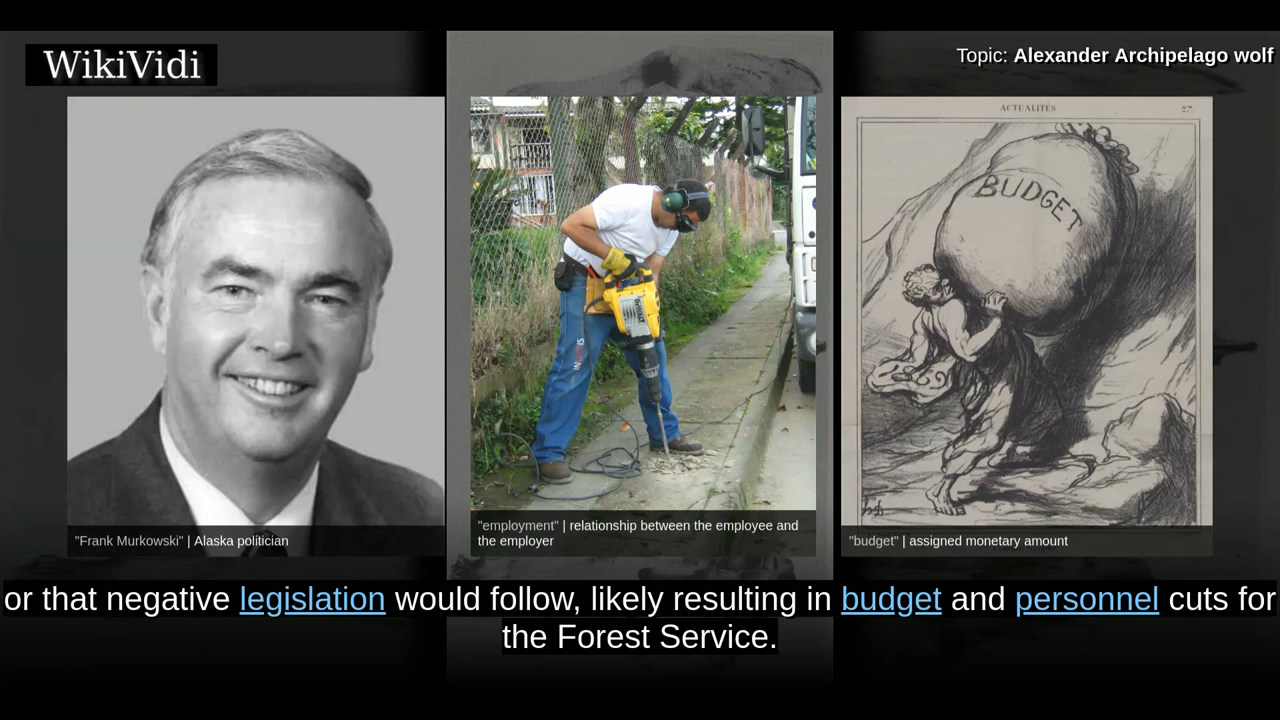 WikiVidi
Topic: Alexander Archipelago wolf
ACTUALITÉS.
BUDGET
"Frank Murkowski" | Alaska politician
"employment" | relationship between the employee and
the employer
"budget" | assigned monetary amount
or that negative legislation would follow, likely resulting in budget and personnel cuts for
the Forest Service.